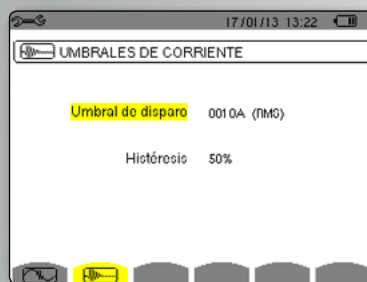 17/01/13 13:22
UMBRALES DE CORRIENTE
Umbral de disparo 0010A (RMS)
Histéresis 50%